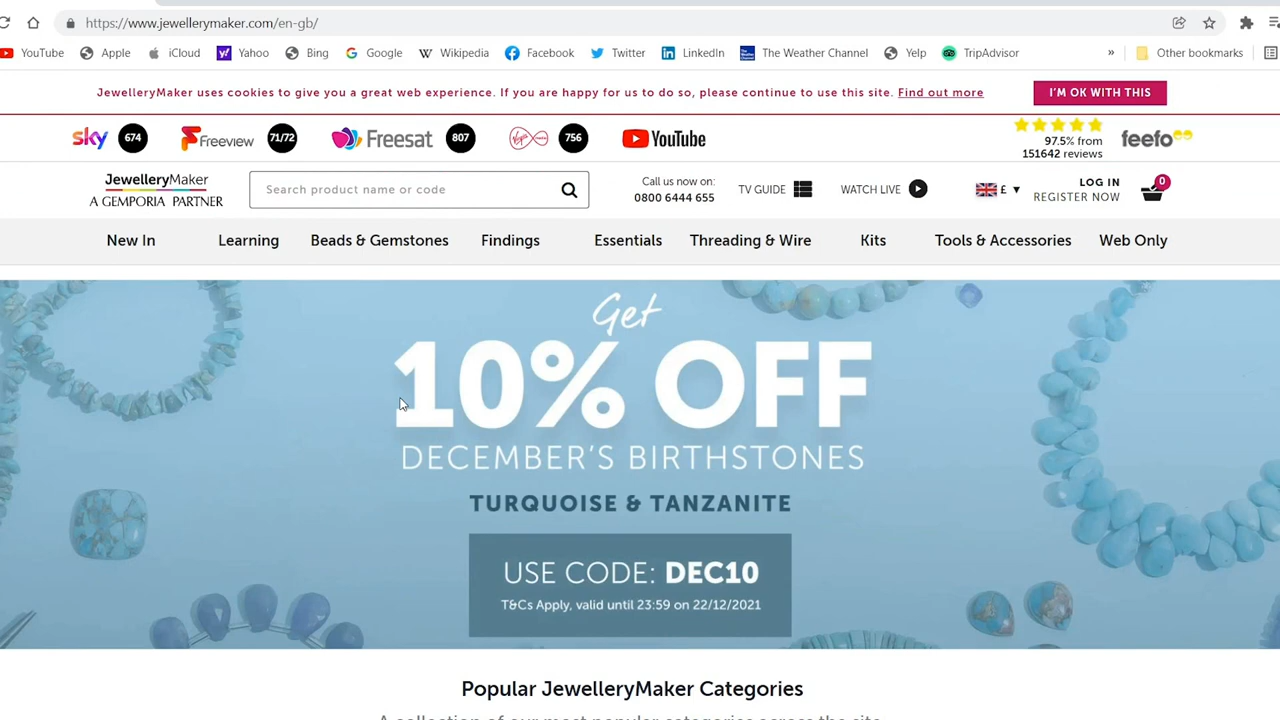 https://www.jewellerymaker.com/en-gb/
YouTube Apple iCloud Yahoo Bing Google Wikipedia Facebook Twitter LinkedIn The Weather Channel Yelp TripAdvisor » Other bookmarks
JewelleryMaker uses cookies to give you a great web experience. If you are happy for us to do so, please continue to use this site. Find out more
I'M OK WITH THIS
sky 674 Freeview 71/72 Freesat 807 Virgin media 756 YouTube
97.5% from
151642 reviews
feefo
JewelleryMaker
A GEMPORIA PARTNER
Search product name or code
Call us now on:
0800 6444 655
TV GUIDE
WATCH LIVE
£ ▼
LOG IN
REGISTER NOW
0
New In Learning Beads & Gemstones Findings Essentials Threading & Wire Kits Tools & Accessories Web Only
Get
10% OFF
DECEMBER'S BIRTHSTONES
TURQUOISE & TANZANITE
USE CODE: DEC10
T&Cs Apply, valid until 23:59 on 22/12/2021
Popular JewelleryMaker Categories
A collection of our most popular categories across the site